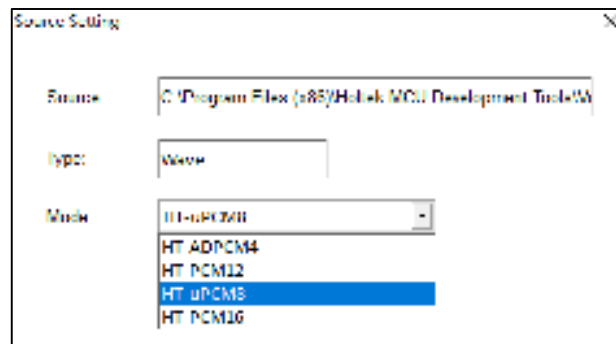 Source Setting
Source
C:\Program Files (x86)\Holtek MCU Development Tools\
Type:
Wave
Mode
HT-uPCM8
HT ADPCM4
HT PCM12
HT uPCM8
HT PCM16